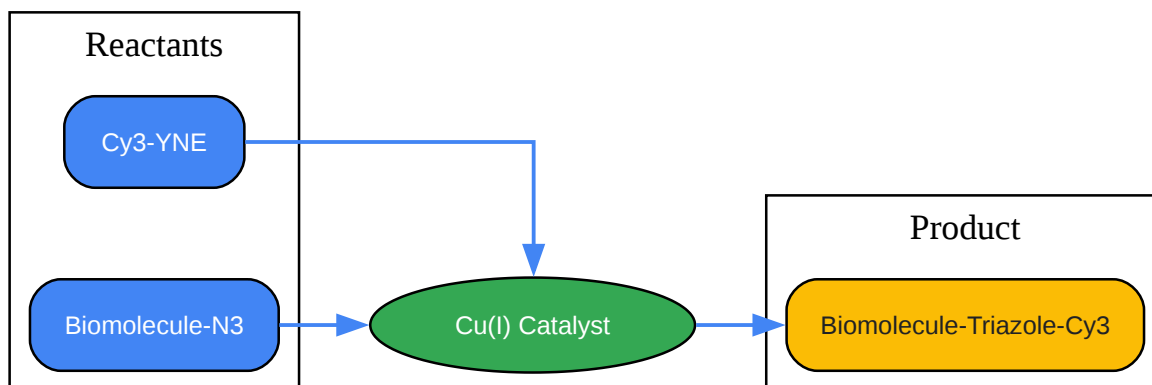 Reactants
Cy3-YNE
Product
Biomolecule-N3
Cu(I) Catalyst
Biomolecule-Triazole-Cy3